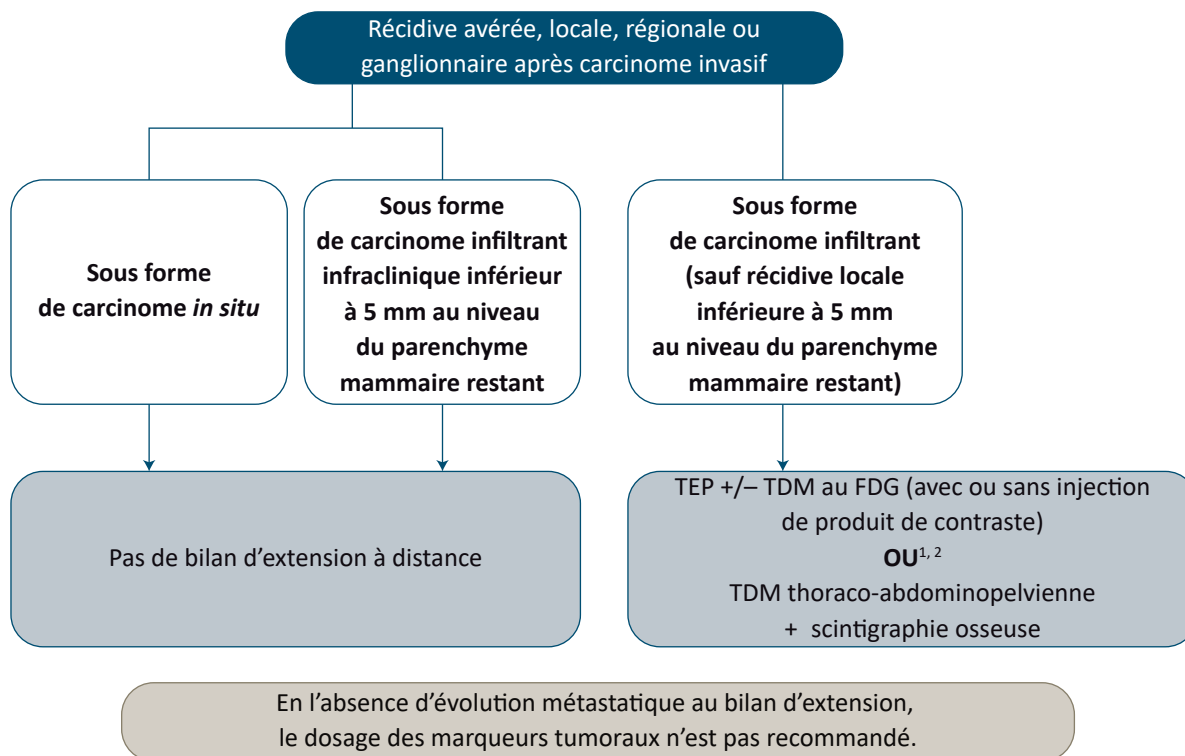 Récidive avérée, locale, régionale ou
ganglionnaire après carcinome invasif
Sous forme
de carcinome in situ
Sous forme
de carcinome infiltrant
infraclinique inférieur
à 5 mm au niveau
du parenchyme
mammaire restant
Sous forme
de carcinome infiltrant
(sauf récidive locale
inférieure à 5 mm
au niveau du parenchyme
mammaire restant)
Pas de bilan d’extension à distance
TEP +/– TDM au FDG (avec ou sans injection
de produit de contraste)
OU1, 2
TDM thoraco-abdominopelvienne
+ scintigraphie osseuse
En l’absence d’évolution métastatique au bilan d’extension,
le dosage des marqueurs tumoraux n’est pas recommandé.